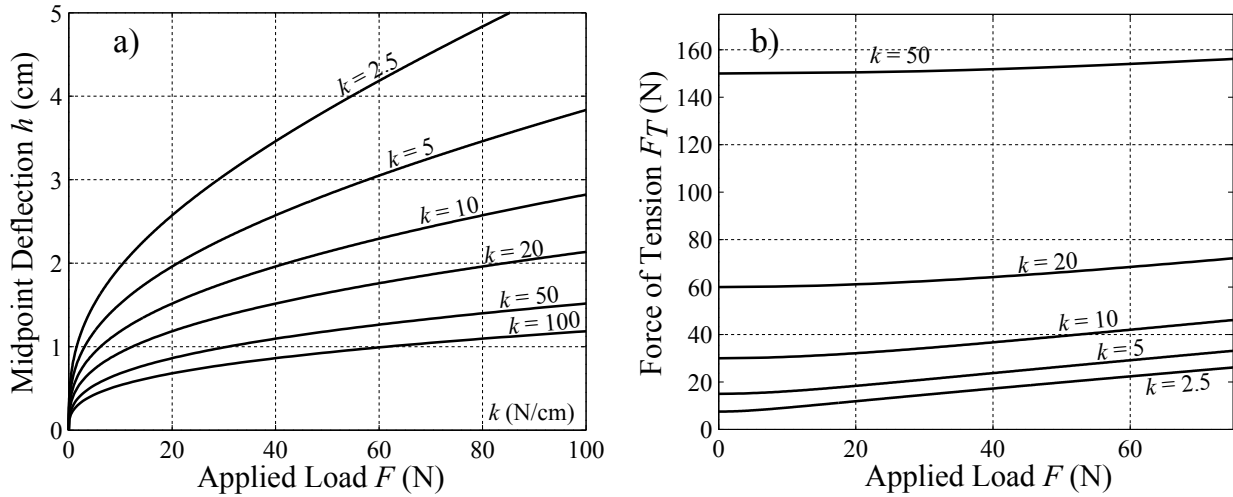 a)
Midpoint Deflection h (cm)
5
4
3
2
1
0
k = 2.5
k = 5
k = 10
k = 20
k = 50
k = 100
k (N/cm)
0 20 40 60 80 100
Applied Load F (N)
b)
Force of Tension FT (N)
160
140
120
100
80
60
40
20
0
k = 50
k = 20
k = 10
k = 5
k = 2.5
0 20 40 60
Applied Load F (N)